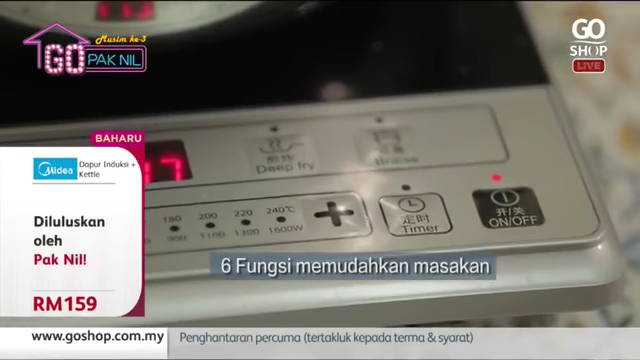 Musim ke-3
GO PAK NIL
GO
SHOP
LIVE
BAHARU
Midea
Dapur Induksi +
Kettle
Diluluskan
oleh
Pak Nil!
RM159
Deep fry
Braise
180 200 220 240℃
900 1100 1300 1600W
定时
Timer
开/关
ON/OFF
6 Fungsi memudahkan masakan
www.goshop.com.my
Penghantaran percuma (tertakluk kepada terma & syarat)